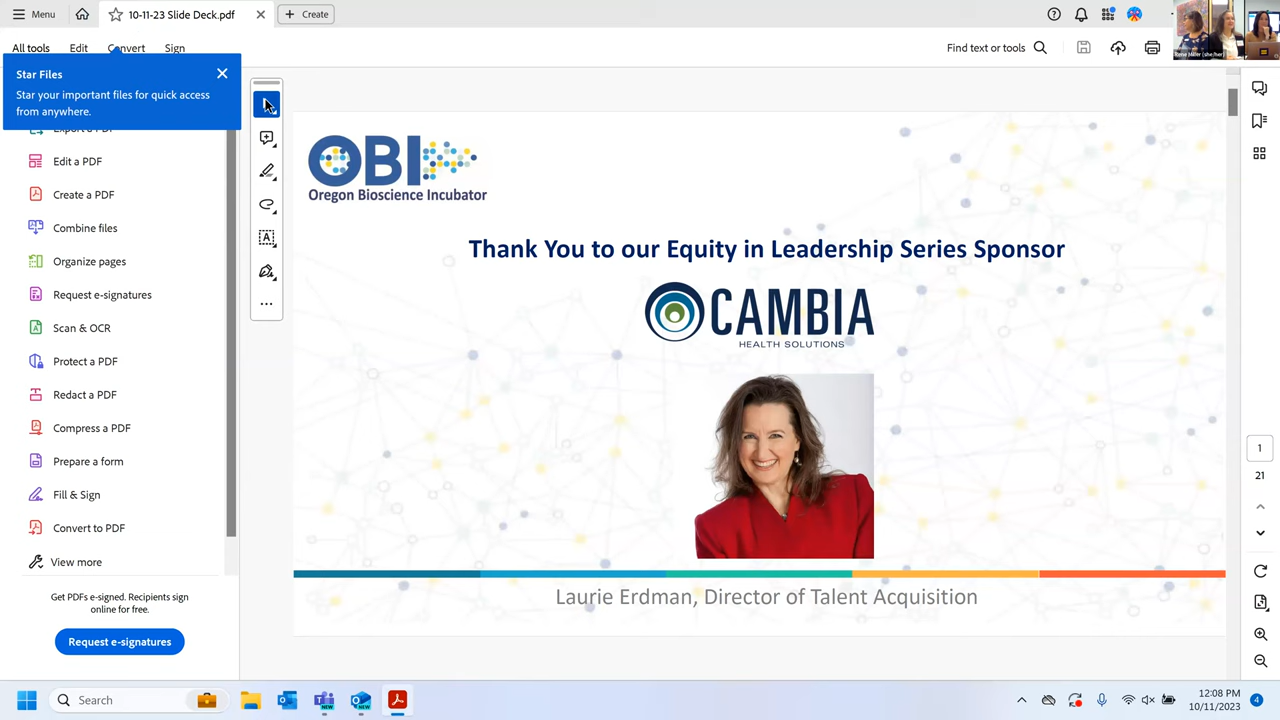 Menu
10-11-23 Slide Deck.pdf
Create
All tools
Edit
Convert
Sign
Find text or tools
Star Files
Star your important files for quick access
from anywhere.
Export a PDF
Edit a PDF
Create a PDF
Combine files
Organize pages
Request e-signatures
Scan & OCR
Protect a PDF
Redact a PDF
Compress a PDF
Prepare a form
Fill & Sign
Convert to PDF
View more
Get PDFs e-signed. Recipients sign
online for free.
Request e-signatures
OBI
Oregon Bioscience Incubator
Thank You to our Equity in Leadership Series Sponsor
CAMBIA
HEALTH SOLUTIONS
Laurie Erdman, Director of Talent Acquisition
1
21
Search
NEW
NEW
12:08 PM
10/11/2023
4